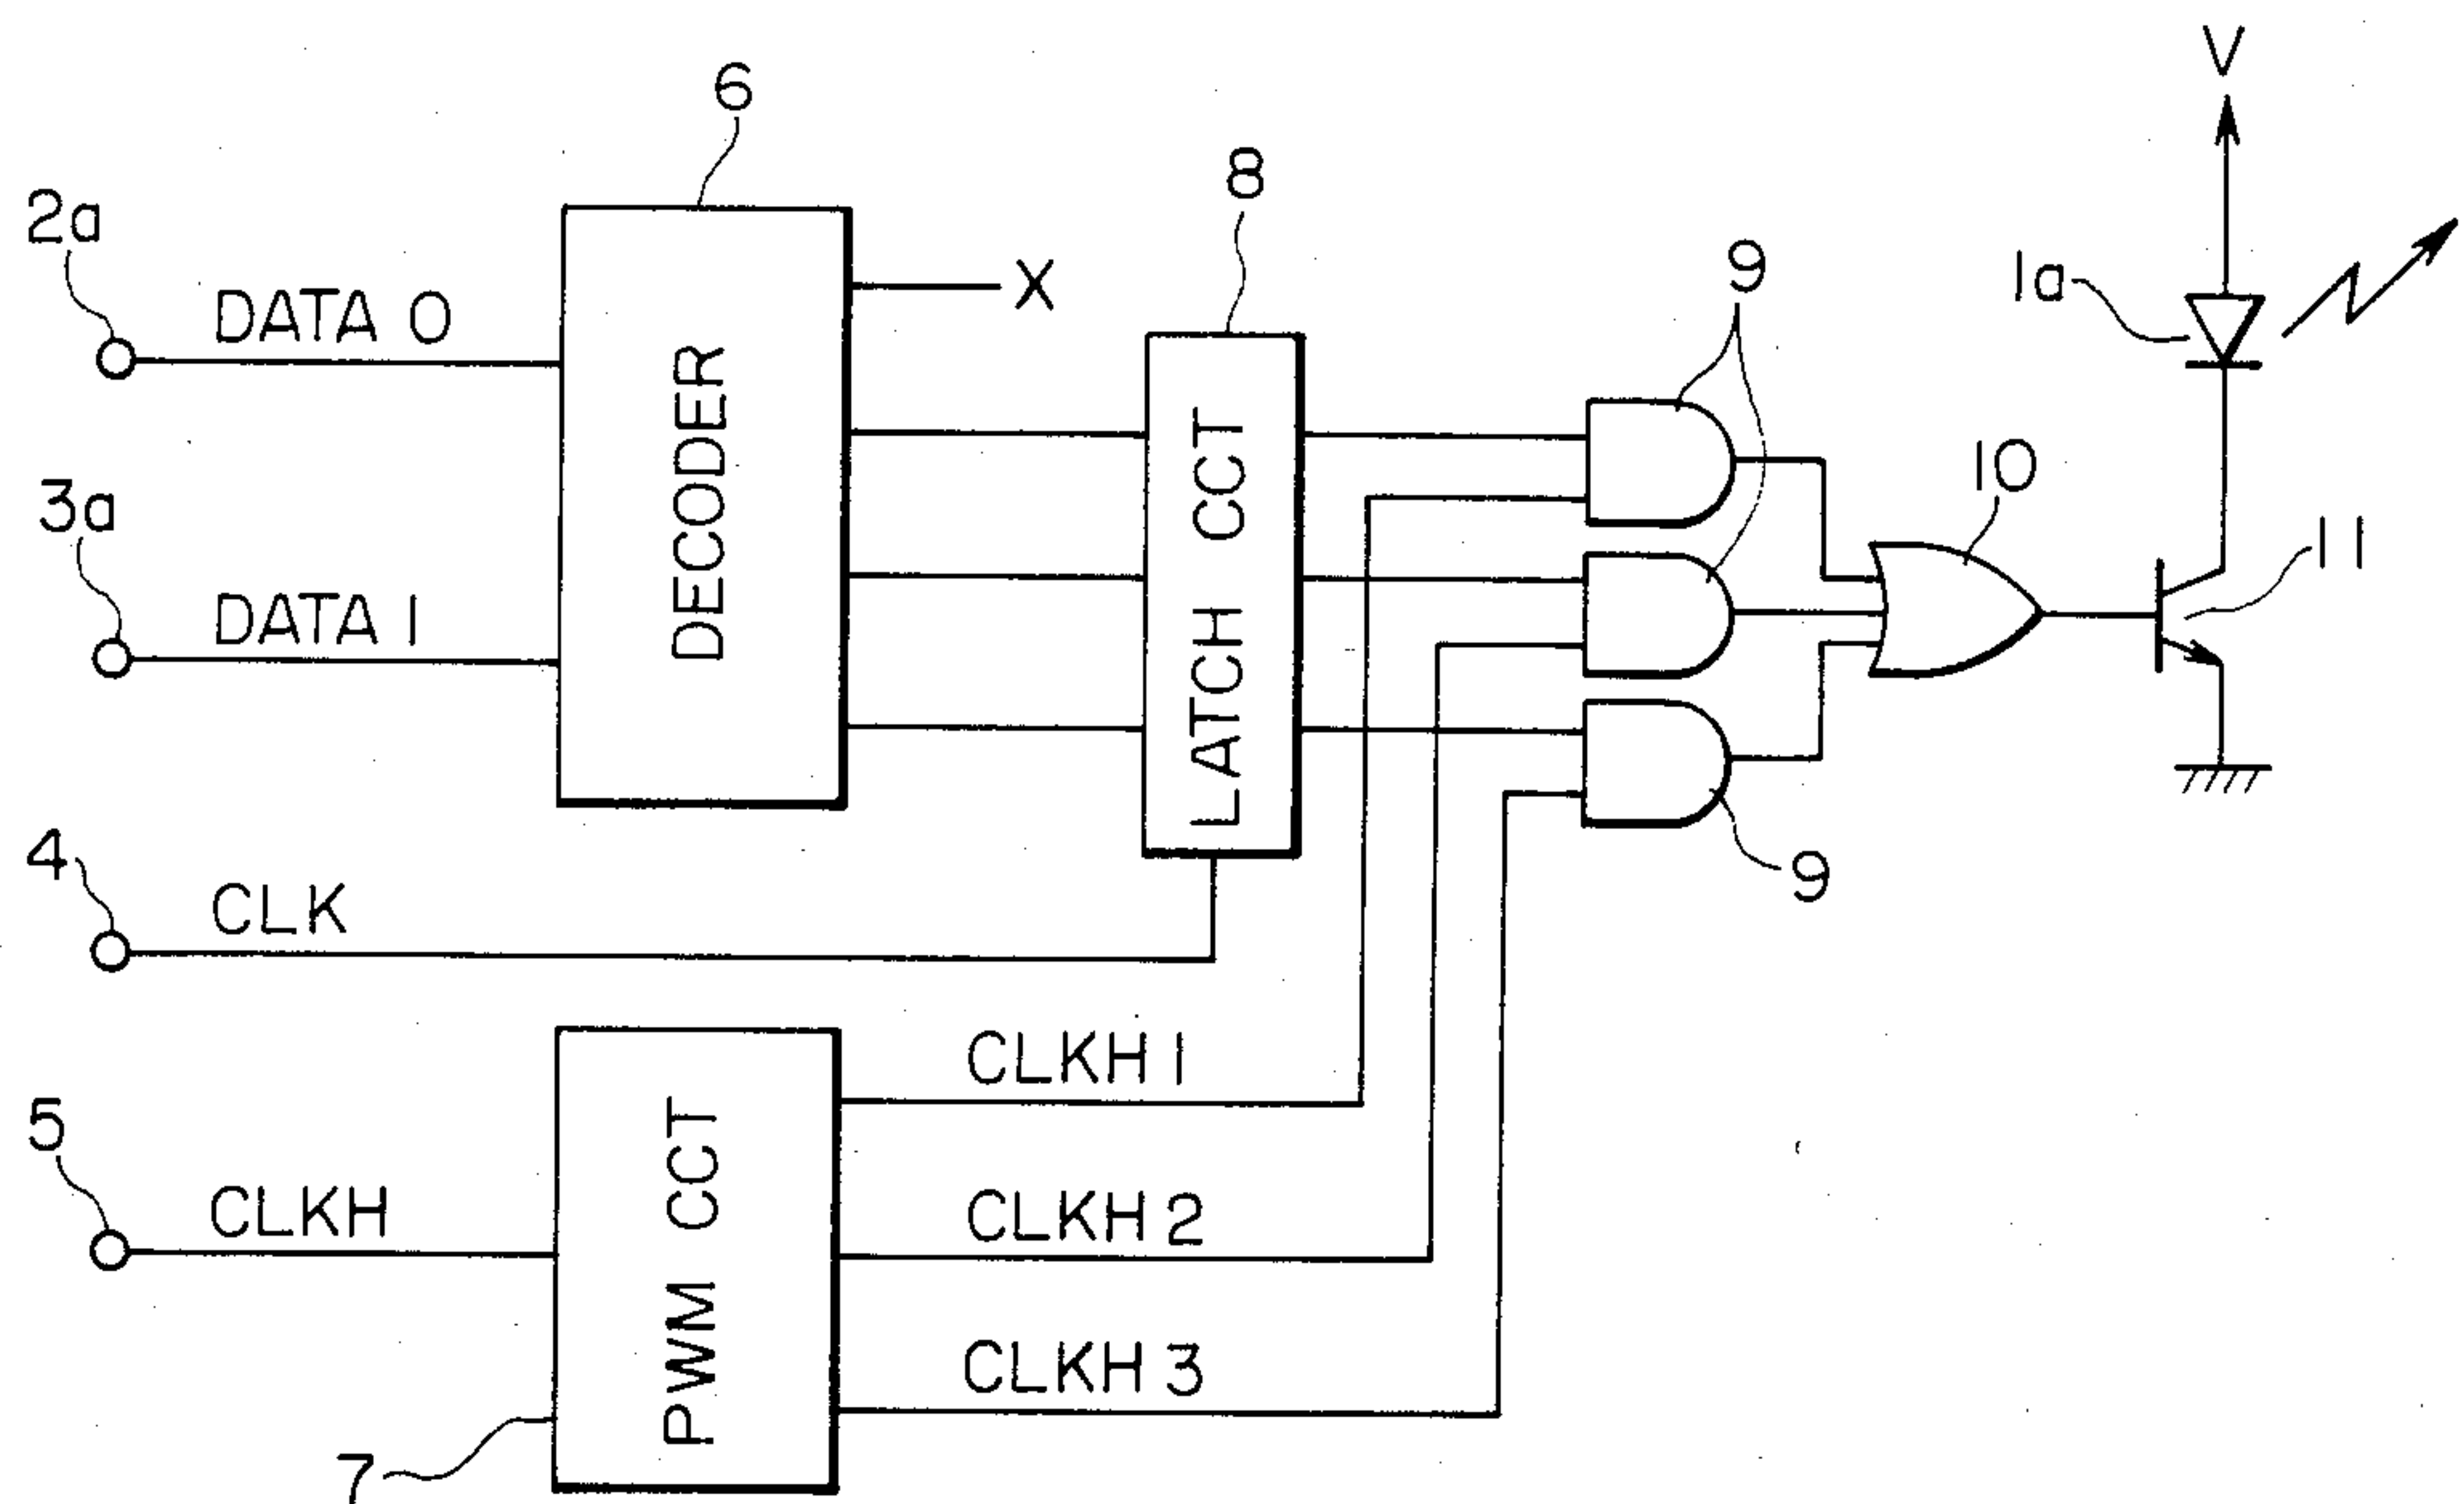 V
6
8
2a
9
1a
X
DATA 0
DECODER
LATCH CCT
10
3a
11
DATA 1
4
9
CLK
CLKH 1
5
PWM CCT
CLKH
CLKH 2
CLKH 3
7